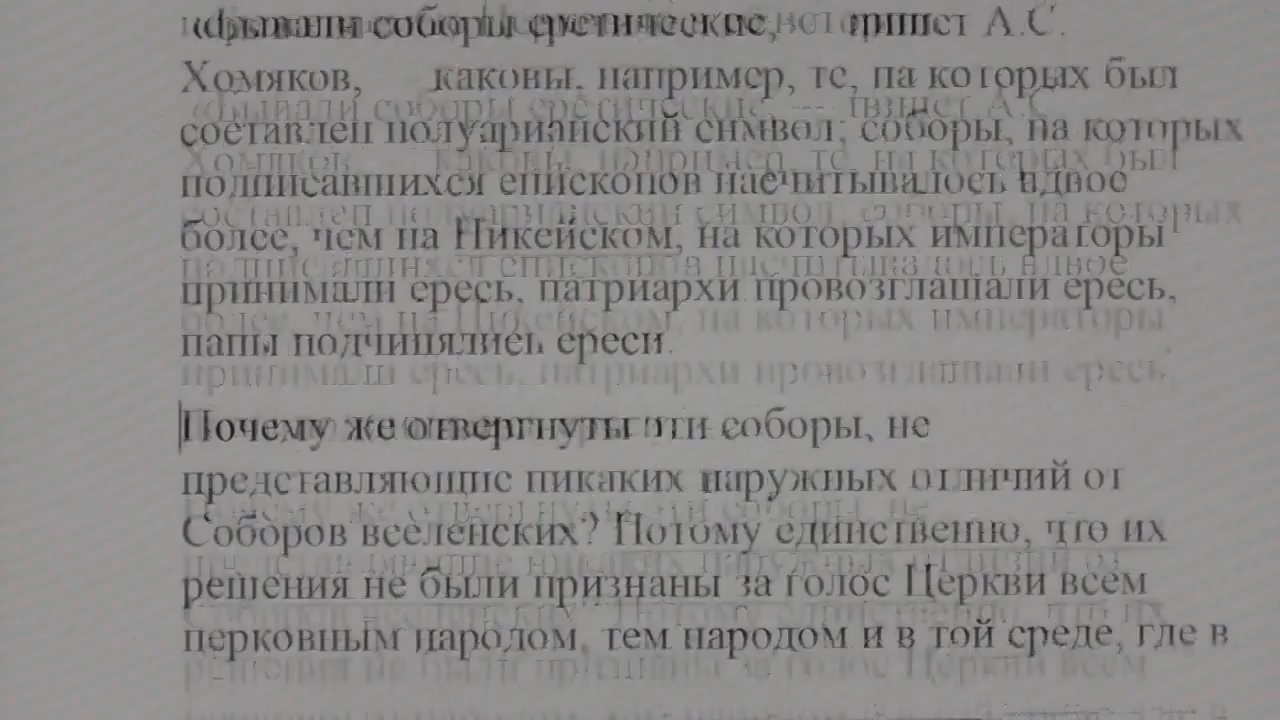 «бывали соборы еретические, пишет А.С.
Хомяков, каковы, например, те, на которых был
составлен полуарианский символ; соборы, на которых
подписавшихся епископов насчитывалось вдвое
более, чем на Никейском, на которых императоры
принимали ересь, патриархи провозглашали ересь,
папы подчинялись ереси.
Почему же отвергнуты эти соборы, не
представляющие никаких наружных отличий от
Соборов вселенских? Потому единственно, что их
решения не были признаны за голос Церкви всем
церковным народом, тем народом и в той среде, где в